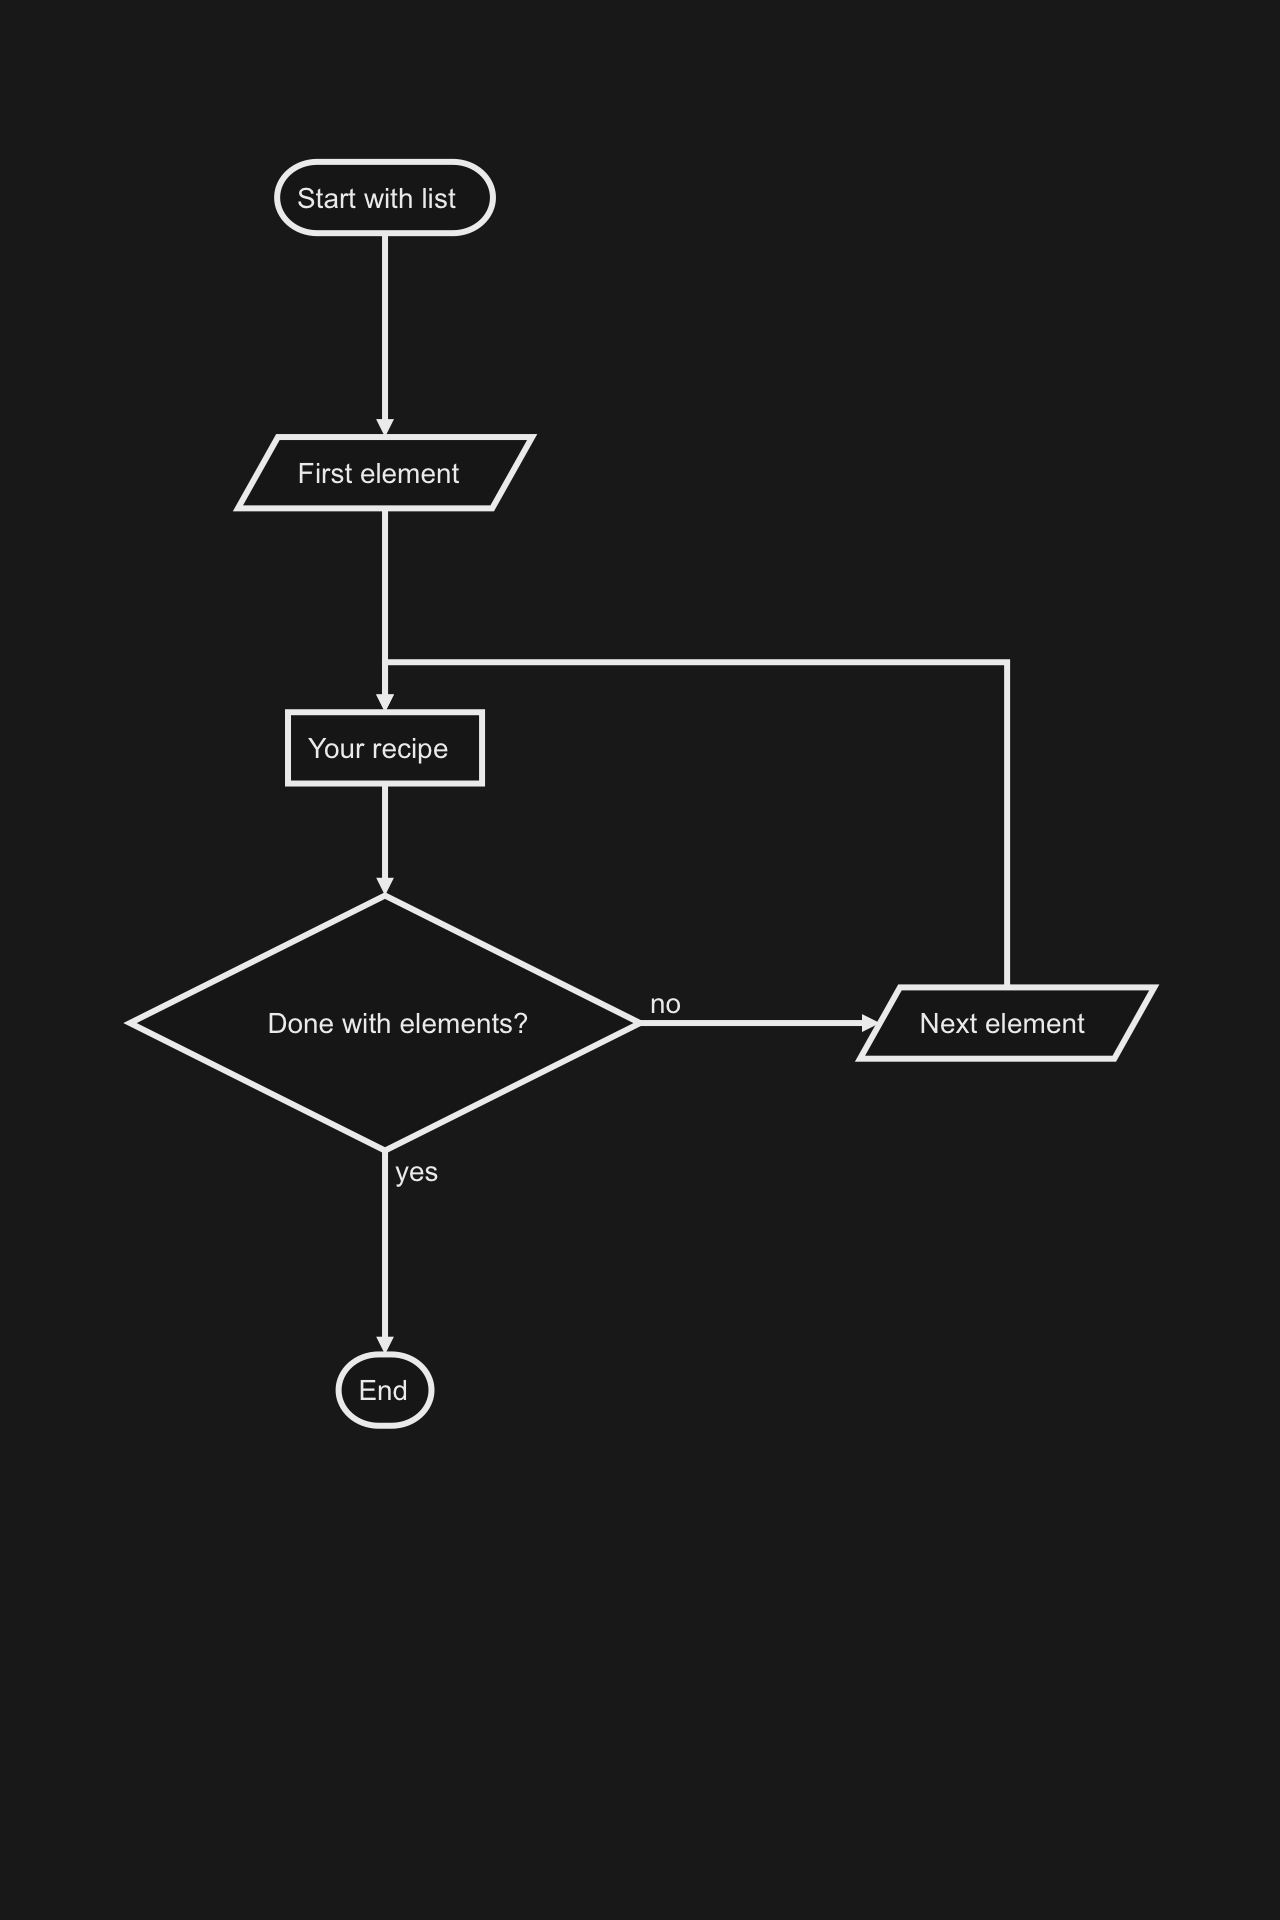 Start with list
First element
Your recipe
Done with elements?
no
Next element
yes
End